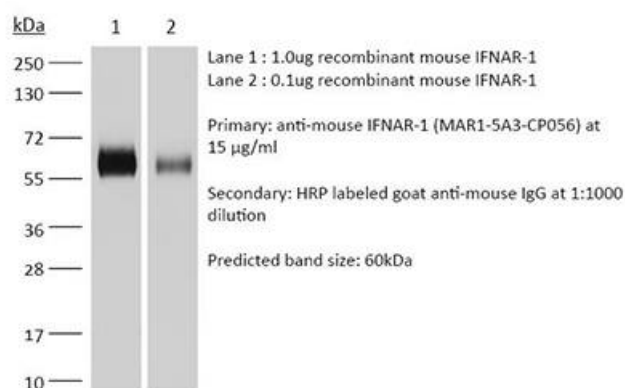 kDa
1 2
250
130
72
55
36
28
17
10
Lane 1 : 1.0ug recombinant mouse IFNAR-1
Lane 2 : 0.1ug recombinant mouse IFNAR-1
Primary: anti-mouse IFNAR-1 (MAR1-5A3-CP056) at
15 µg/ml
Secondary: HRP labeled goat anti-mouse IgG at 1:1000
dilution
Predicted band size: 60kDa